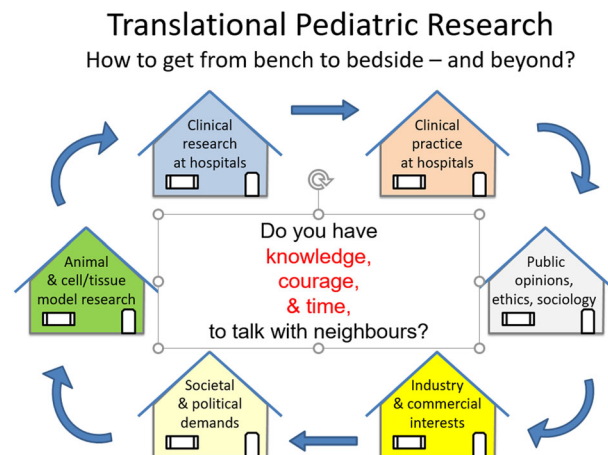 Translational Pediatric Research
How to get from bench to bedside – and beyond?
Clinical
research
at hospitals
Clinical
practice
at hospitals
Do you have
knowledge,
courage,
& time,
to talk with neighbours?
Animal
& cell/tissue
model research
Public
opinions,
ethics, sociology
Societal
& political
demands
Industry
& commercial
interests